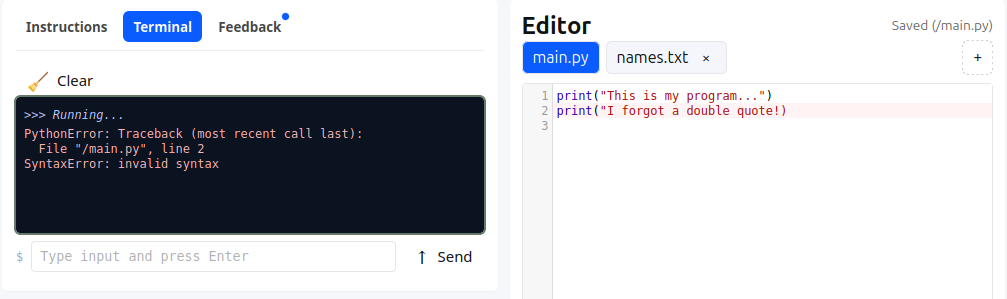 Instructions Terminal Feedback
Clear
>>> Running...
PythonError: Traceback (most recent call last):
  File "/main.py", line 2
SyntaxError: invalid syntax
$ Type input and press Enter ↑ Send
Editor Saved (/main.py)
main.py names.txt × +
1 print("This is my program...")
2 print("I forgot a double quote!)
3